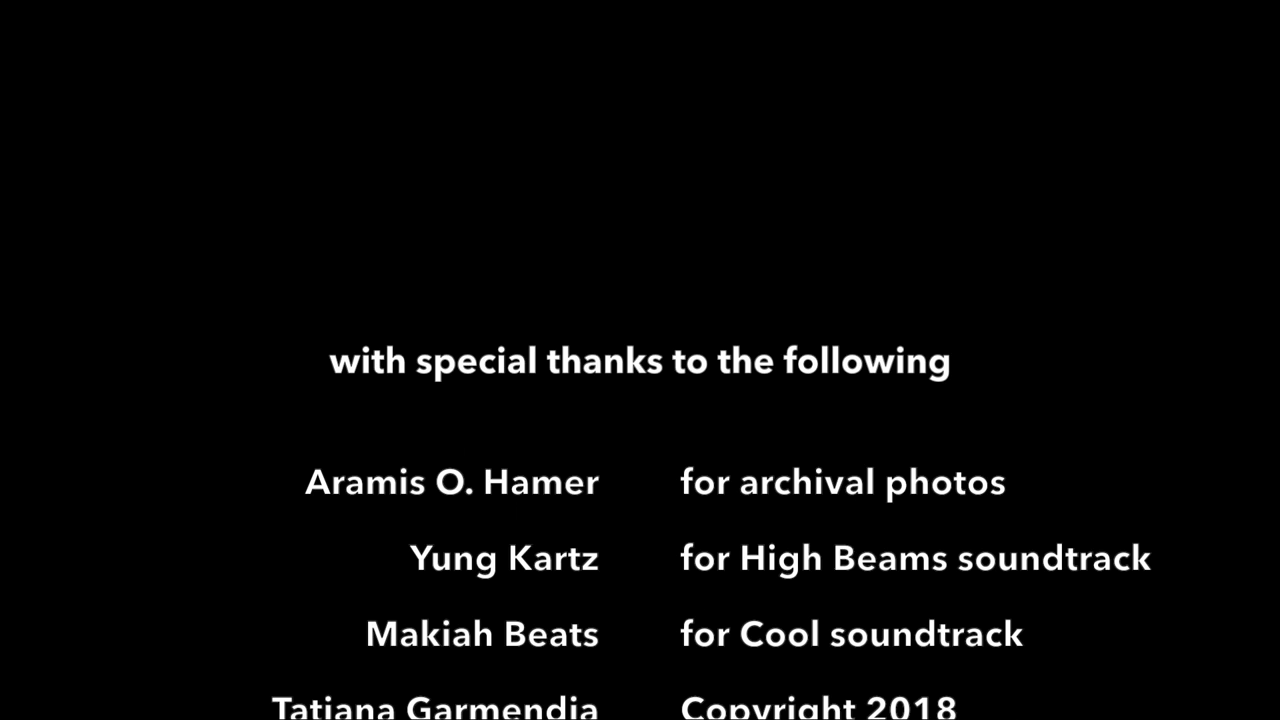 with special thanks to the following
Aramis O. Hamer for archival photos
Yung Kartz for High Beams soundtrack
Makiah Beats for Cool soundtrack
Tatiana Garmendia Copyright 2018